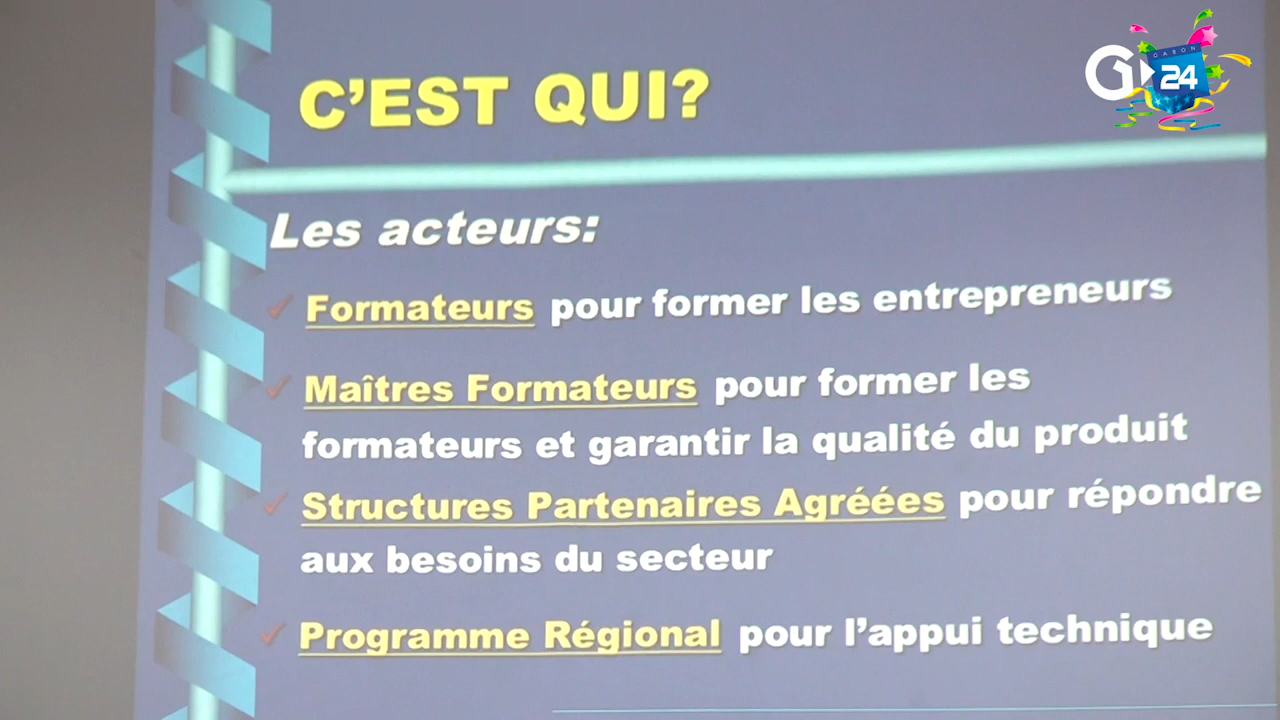 C'EST QUI?
GABON
G 24
Les acteurs:
Formateurs pour former les entrepreneurs
Maîtres Formateurs pour former les
formateurs et garantir la qualité du produit
Structures Partenaires Agréées pour répondre
aux besoins du secteur
Programme Régional pour l'appui technique